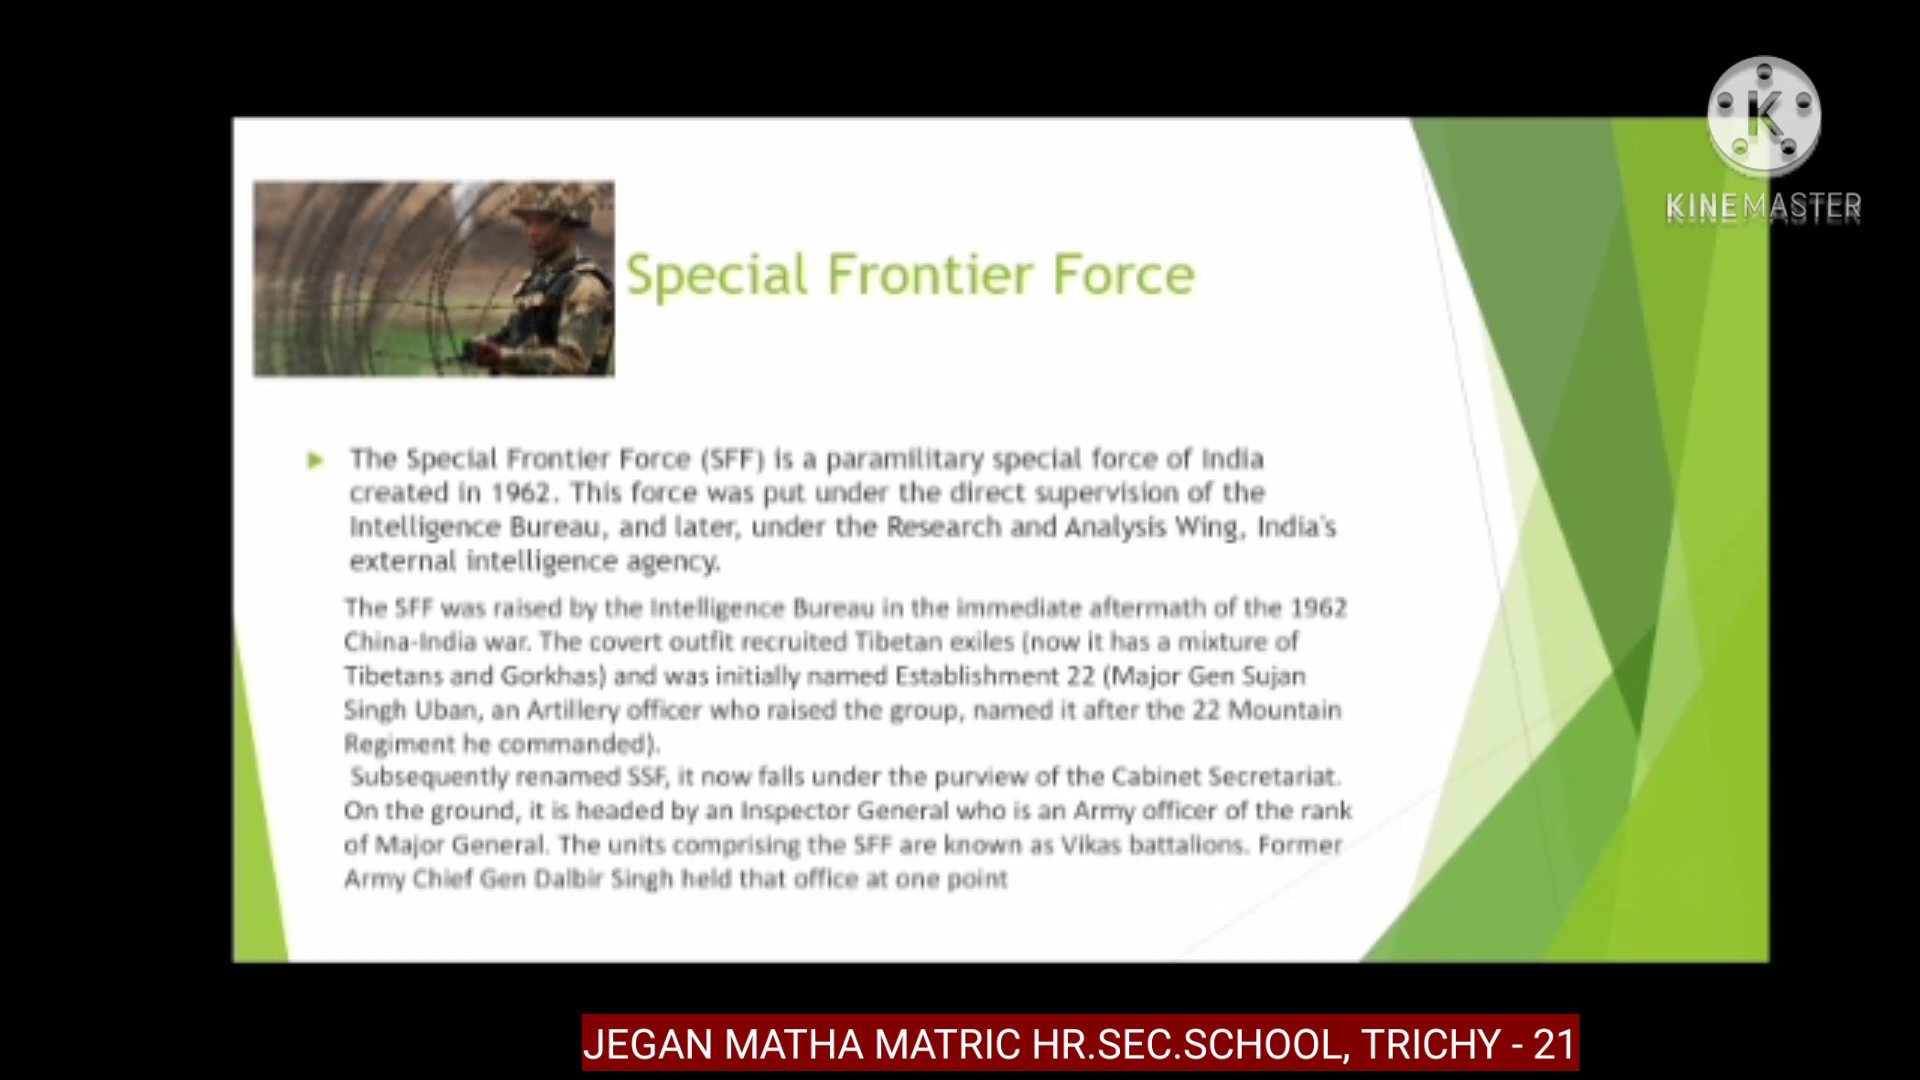 KINEMASTER
Special Frontier Force
The Special Frontier Force (SFF) is a paramilitary special force of India
created in 1962. This force was put under the direct supervision of the
Intelligence Bureau, and later, under the Research and Analysis Wing, India's
external intelligence agency.
The SFF was raised by the Intelligence Bureau in the immediate aftermath of the 1962
China-India war. The covert outfit recruited Tibetan exiles (now it has a mixture of
Tibetans and Gorkhas) and was initially named Establishment 22 (Major Gen Sujan
Singh Uban, an Artillery officer who raised the group, named it after the 22 Mountain
Regiment he commanded).
Subsequently renamed SSF, it now falls under the purview of the Cabinet Secretariat.
On the ground, it is headed by an Inspector General who is an Army officer of the rank
of Major General. The units comprising the SFF are known as Vikas battalions. Former
Army Chief Gen Dalbir Singh held that office at one point
JEGAN MATHA MATRIC HR.SEC.SCHOOL, TRICHY - 21